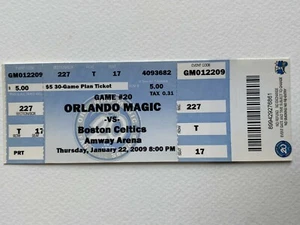 GM012209 227 T 17 4093682 EVENT CODE GM012209
$ 5.00 $5 30-Game Plan Ticket $ 5.00 TAX 0.31
GAME #20
227 ORLANDO MAGIC 227
-VS-
T 17 Boston Celtics T
Amway Arena
PRT Thursday, January 22, 2009 8:00 PM 17